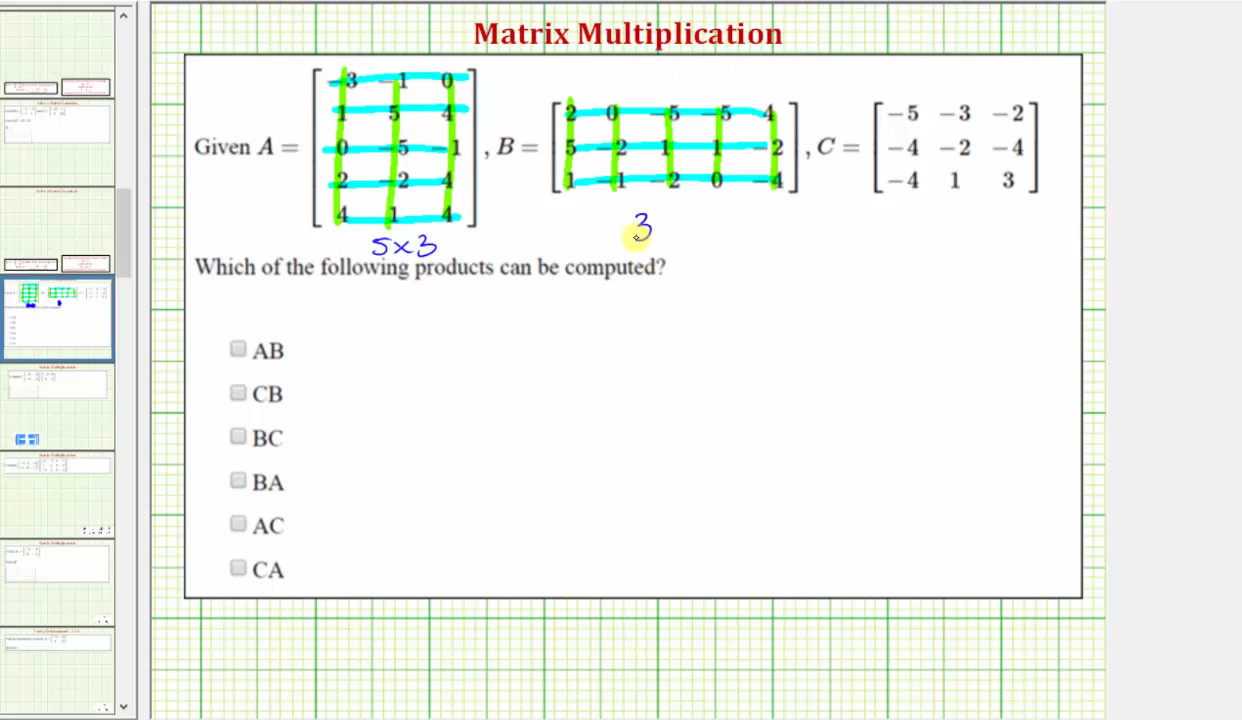 Matrix Multiplication
Given A = [ -3 -1 0 , B = [ 2 0 -5 -5 4 , C = [ -5 -3 -2
1 5 4 5 -2 1 1 -2 -4 -2 -4
0 -5 -1 1 -1 -2 0 -4 ] -4 1 3 ]
2 -2 4
4 1 4 ]
5×3 3
Which of the following products can be computed?
AB
CB
BC
BA
AC
CA